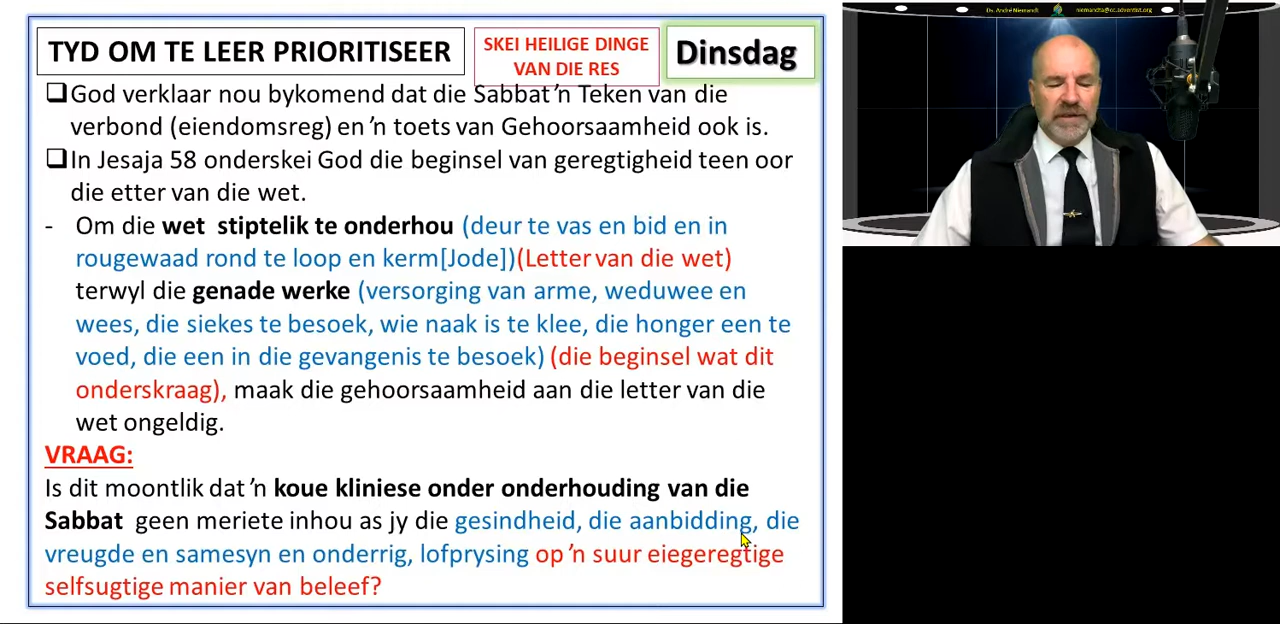 TYD OM TE LEER PRIORITISEER
SKEI HEILIGE DINGE
VAN DIE RES
Dinsdag
❑God verklaar nou bykomend dat die Sabbat 'n Teken van die
verbond (eiendomsreg) en 'n toets van Gehoorsaamheid ook is.
❑In Jesaja 58 onderskei God die beginsel van geregtigheid teen oor
die etter van die wet.
- Om die wet stiptelik te onderhou (deur te vas en bid en in
rougewaad rond te loop en kerm[Jode])(Letter van die wet)
terwyl die genade werke (versorging van arme, weduwee en
wees, die siekes te besoek, wie naak is te klee, die honger een te
voed, die een in die gevangenis te besoek) (die beginsel wat dit
onderskraag), maak die gehoorsaamheid aan die letter van die
wet ongeldig.
VRAAG:
Is dit moontlik dat 'n koue kliniese onder onderhouding van die
Sabbat geen meriete inhou as jy die gesindheid, die aanbidding, die
vreugde en samesyn en onderrig, lofprysing op 'n suur eiegeregtige
selfsugtige manier van beleef?
Ds. André Niemandt
niemandta@cc.adventist.org